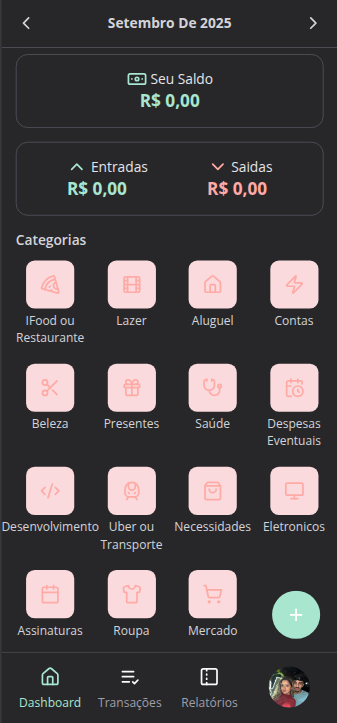 Setembro De 2025
Seu Saldo
R$ 0,00
Entradas
Saidas
R$ 0,00
R$ 0,00
Categorias
IFood ou
Restaurante
Lazer
Aluguel
Contas
Beleza
Presentes
Saúde
Despesas
Eventuais
Desenvolvimento
Uber ou
Transporte
Necessidades
Eletronicos
Assinaturas
Roupa
Mercado
Dashboard
Transações
Relatórios